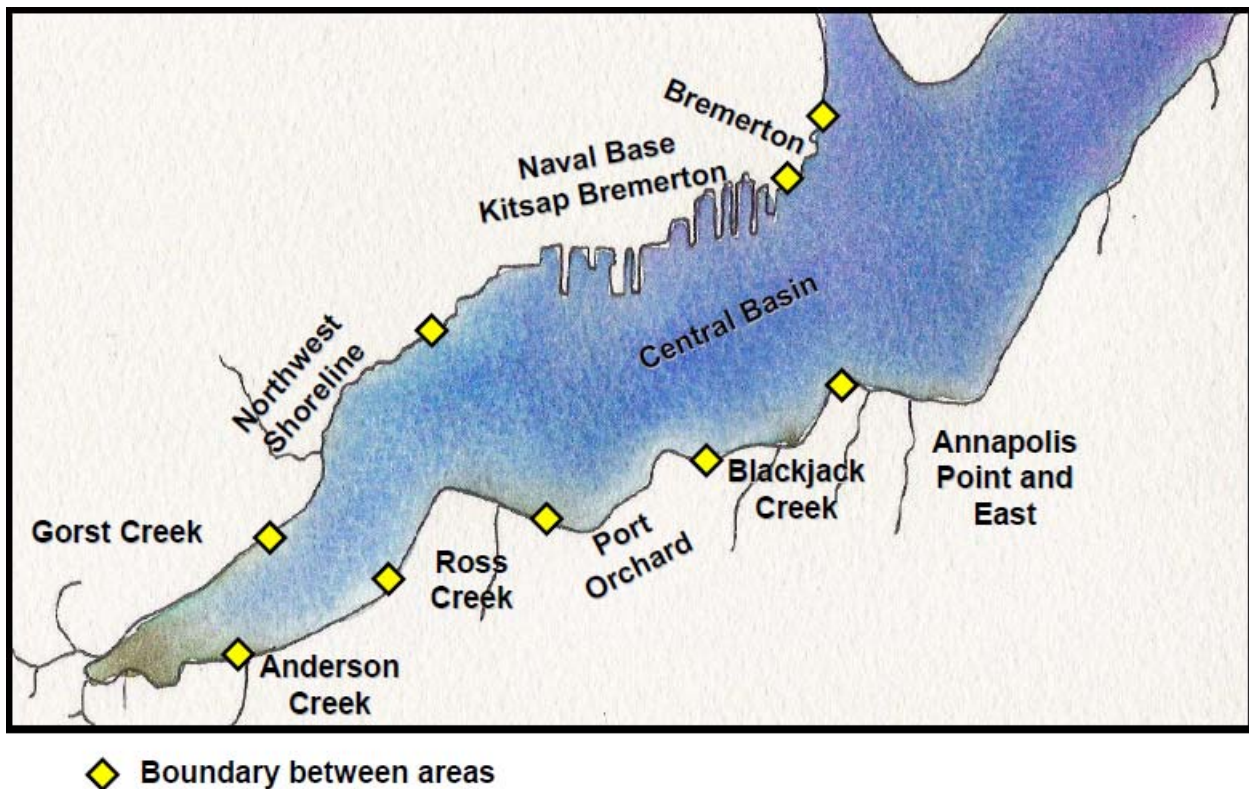 Bremerton
Naval Base
Kitsap Bremerton
Central Basin
Northwest
Shoreline
Gorst Creek
Annapolis
Point and
East
Blackjack
Creek
Port
Orchard
Ross
Creek
Anderson
Creek
Boundary between areas